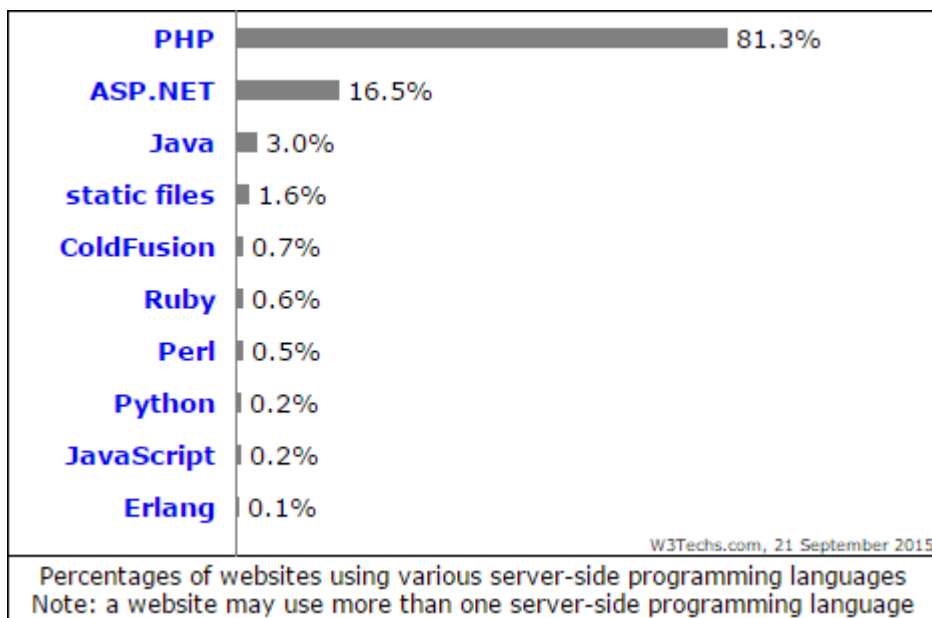 PHP 81.3%
ASP.NET 16.5%
Java 3.0%
static files 1.6%
ColdFusion 0.7%
Ruby 0.6%
Perl 0.5%
Python 0.2%
JavaScript 0.2%
Erlang 0.1%
W3Techs.com, 21 September 2015
Percentages of websites using various server-side programming languages
Note: a website may use more than one server-side programming language